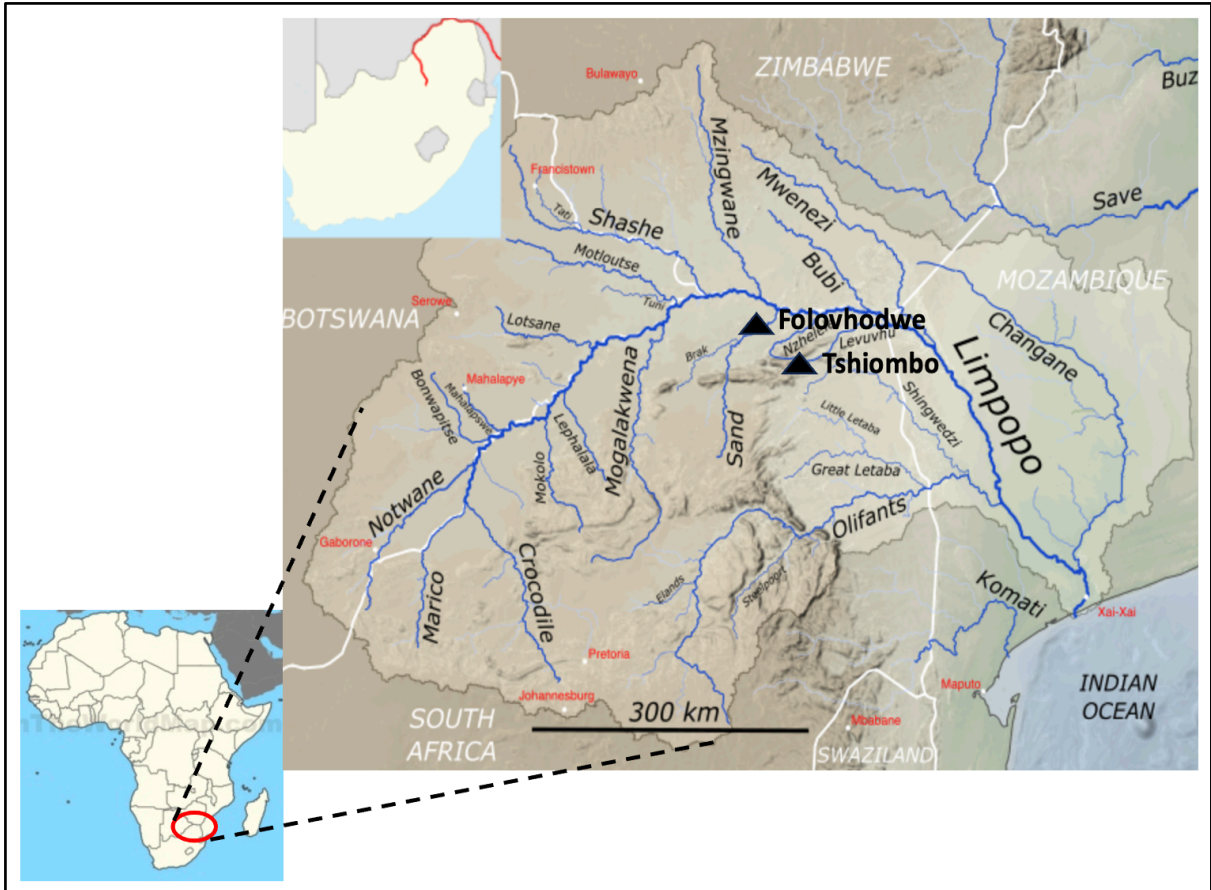 ZIMBABWE
Bulawayo
Buz
Mzingwane
Francistown
Mwenezi
Tati
Shashe
Save
Motloutse
Bubi
MOZAMBIQUE
Serowe
Tuni
BOTSWANA
Lotsane
Folovhodwe
Changane
Nzhelele
Levuvhu
Brak
Limpopo
Tshiombo
Mahalapye
Bonwapitse
Mahalapswe
Mogalakwena
Lephalala
Mokolo
Sand
Little Letaba
Shingwedzi
Great Letaba
Notwane
Olifants
Gaborone
Crocodile
Marico
Elands
Steelpoort
Komati
Xai-Xai
Pretoria
Johannesburg
Maputo
INDIAN
OCEAN
300 km
SOUTH
AFRICA
Mbabane
SWAZILAND